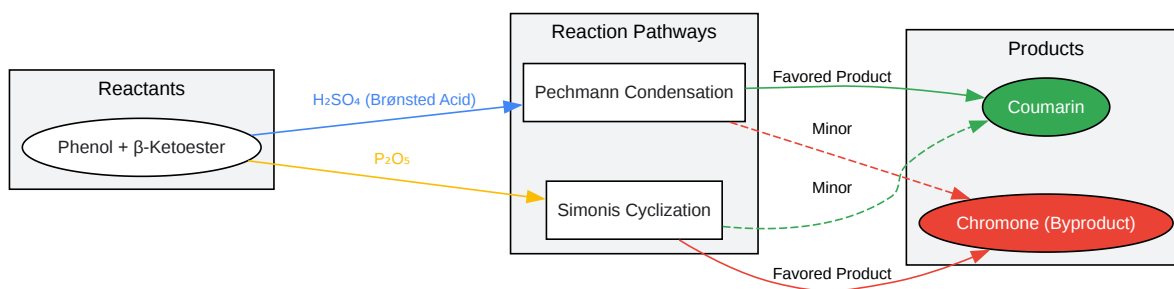 Reactants
Phenol + β-Ketoester
H₂SO₄ (Brønsted Acid)
P₂O₅
Reaction Pathways
Pechmann Condensation
Simonis Cyclization
Favored Product
Minor
Minor
Favored Product
Products
Coumarin
Chromone (Byproduct)